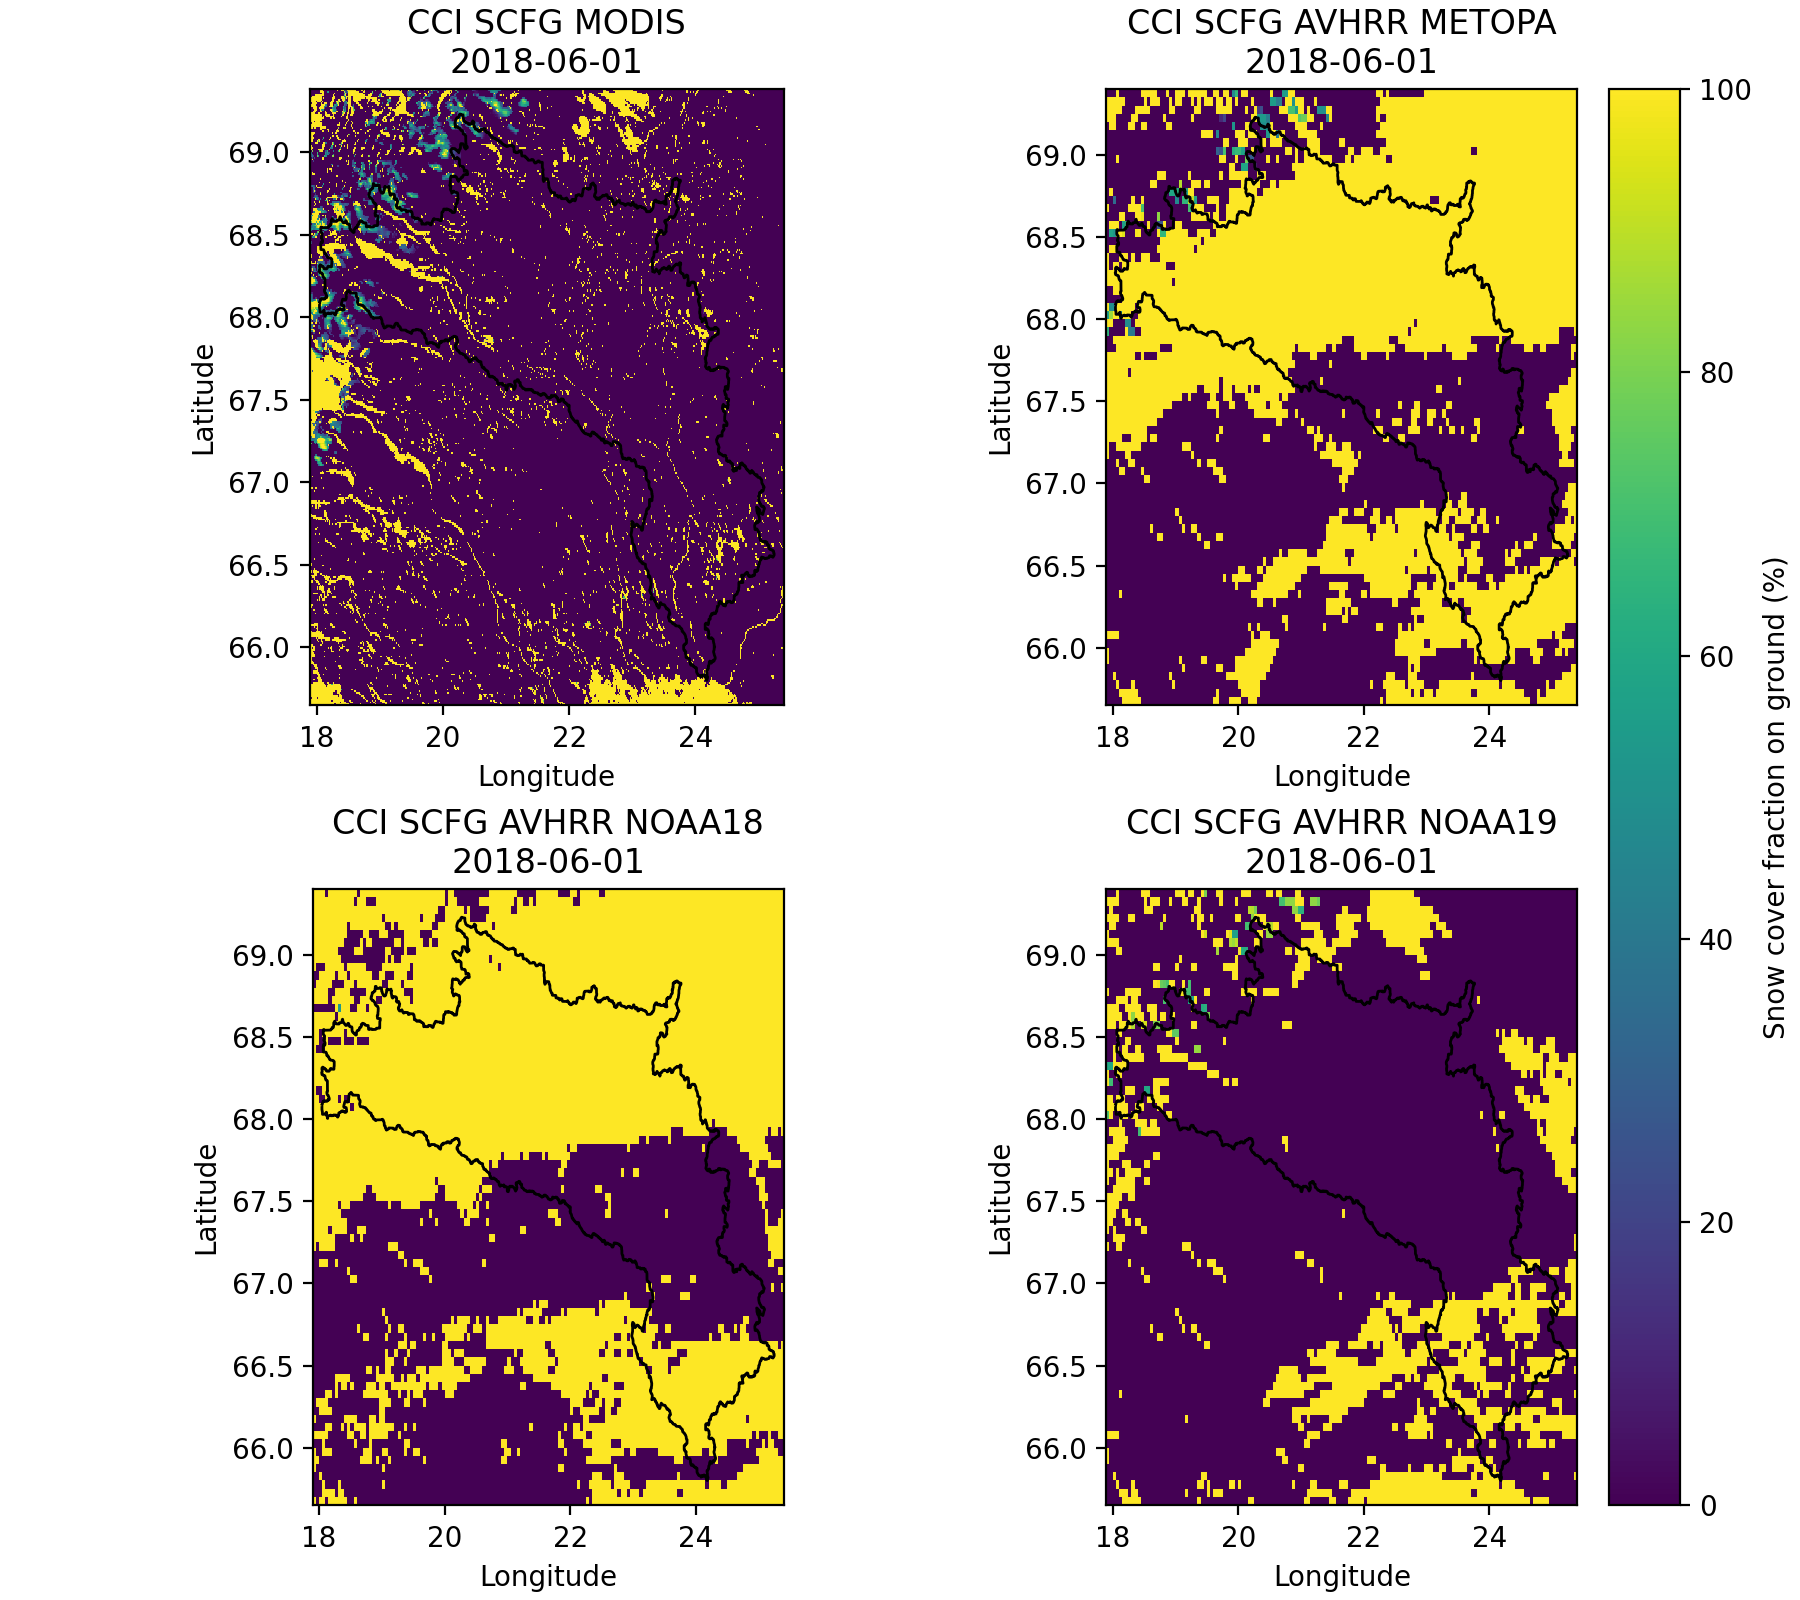 CCI SCFG MODIS
2018-06-01
CCI SCFG AVHRR METOPA
2018-06-01
69.0
68.5
68.0
67.5
67.0
66.5
66.0
Latitude
18 20 22 24
Longitude
69.0
68.5
68.0
67.5
67.0
66.5
66.0
Latitude
18 20 22 24
Longitude
CCI SCFG AVHRR NOAA18
2018-06-01
CCI SCFG AVHRR NOAA19
2018-06-01
69.0
68.5
68.0
67.5
67.0
66.5
66.0
Latitude
18 20 22 24
Longitude
69.0
68.5
68.0
67.5
67.0
66.5
66.0
Latitude
18 20 22 24
Longitude
100
80
60
40
20
0
Snow cover fraction on ground (%)